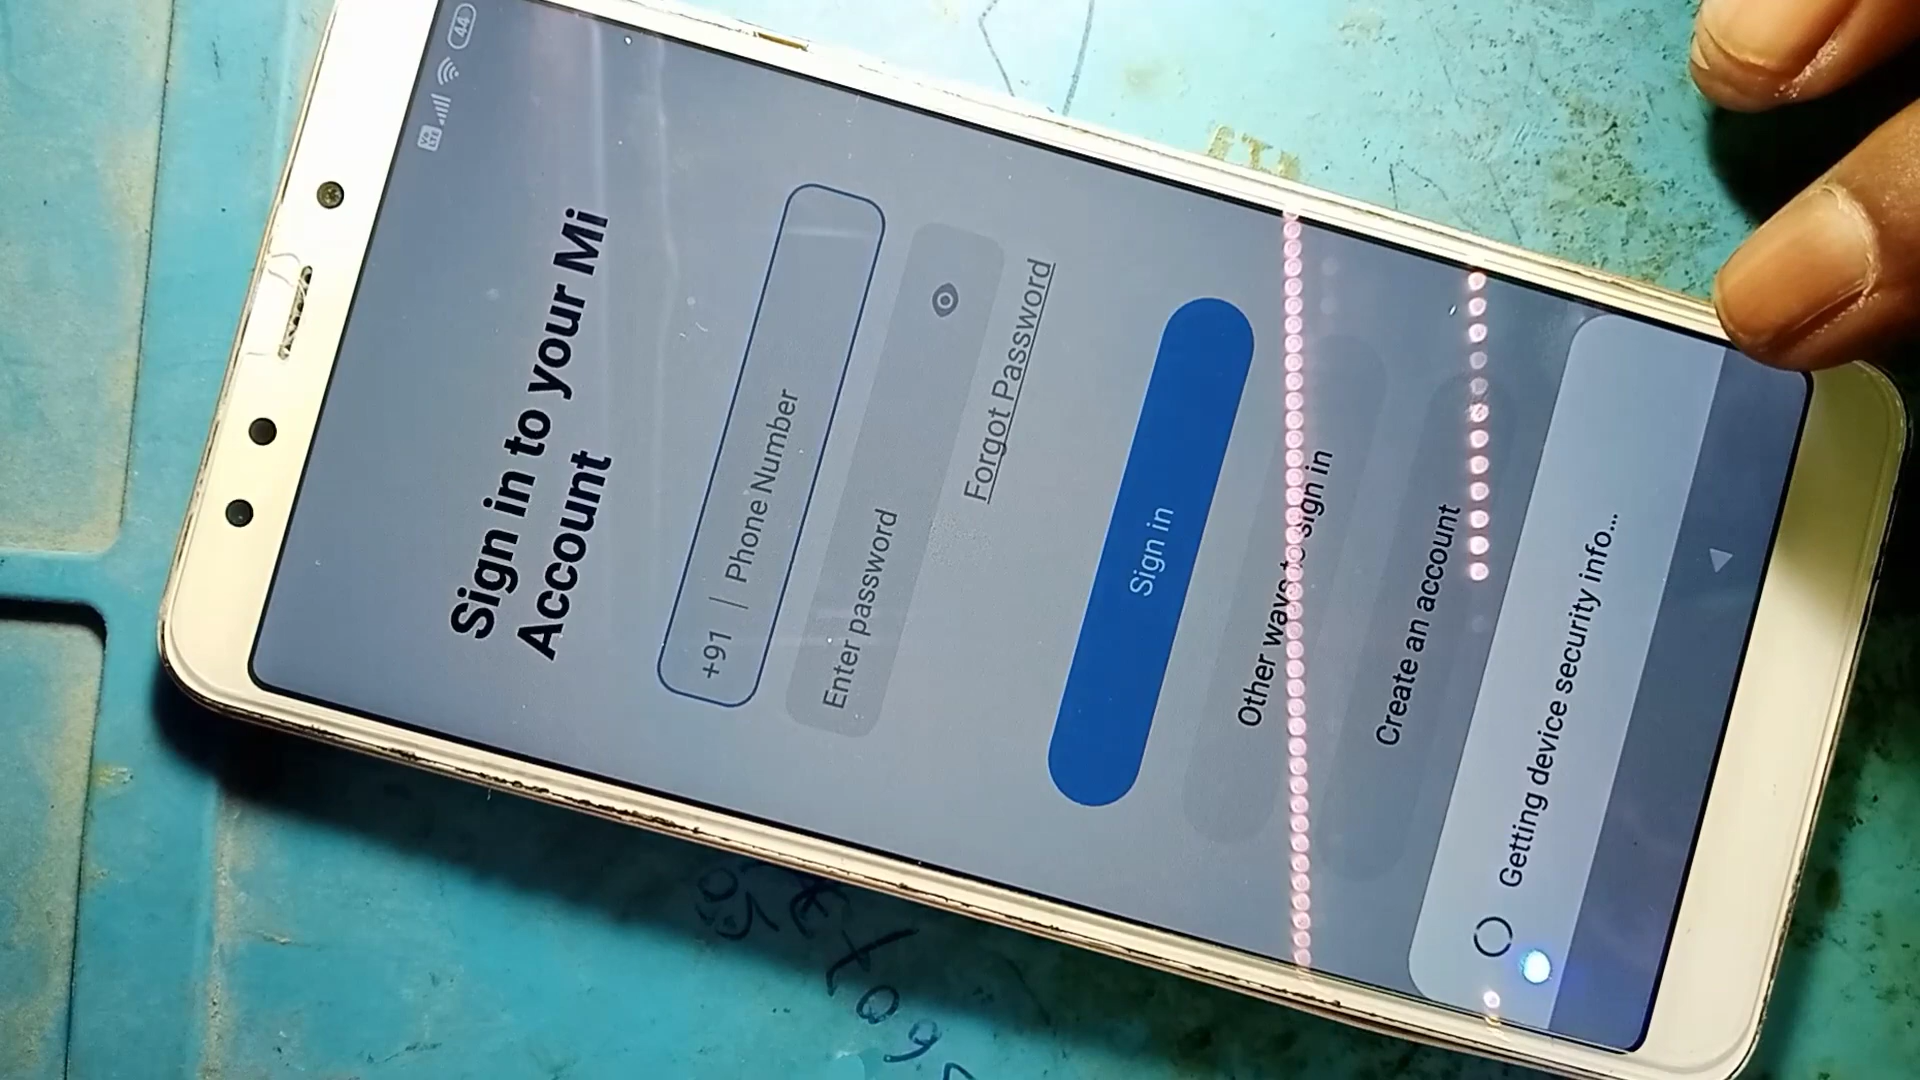 44
Sign in to your Mi
Account
+91 | Phone Number
Enter password
Forgot Password
Sign in
Other ways to sign in
Create an account
Getting device security info...